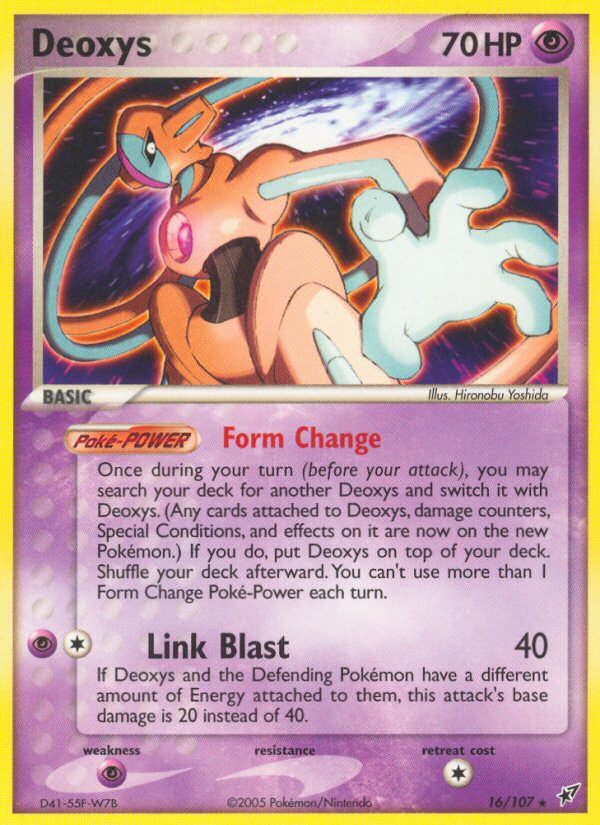 Deoxys
70 HP
BASIC
Illus. Hironobu Yoshida
Poké-POWER Form Change
Once during your turn (before your attack), you may
search your deck for another Deoxys and switch it with
Deoxys. (Any cards attached to Deoxys, damage counters,
Special Conditions, and effects on it are now on the new
Pokémon.) If you do, put Deoxys on top of your deck.
Shuffle your deck afterward. You can't use more than 1
Form Change Poké-Power each turn.
Link Blast 40
If Deoxys and the Defending Pokémon have a different
amount of Energy attached to them, this attack's base
damage is 20 instead of 40.
weakness resistance retreat cost
D41-55F-W7B ©2005 Pokémon/Nintendo 16/107 ★